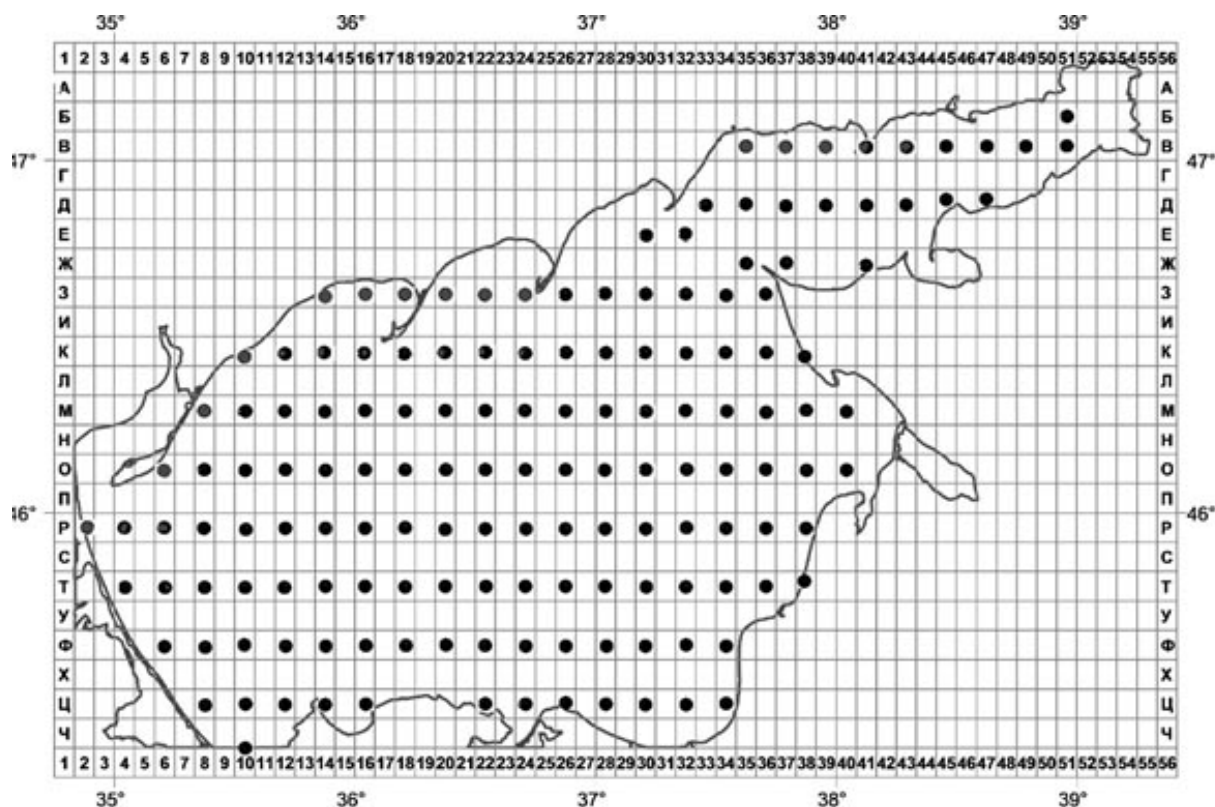 35° 36° 37° 38° 39°
1 2 3 4 5 6 7 8 9 10 11 12 13 14 15 16 17 18 19 20 21 22 23 24 25 26 27 28 29 30 31 32 33 34 35 36 37 38 39 40 41 42 43 44 45 46 47 48 49 50 51 52 53 54 55 56
А А
Б Б
47° В В 47°
Г Г
Д Д
Е Е
Ж Ж
З З
И И
К К
Л Л
М М
Н Н
О О
П П
46° Р Р 46°
С С
Т Т
У У
Ф Ф
Х Х
Ц Ц
Ч Ч
1 2 3 4 5 6 7 8 9 10 11 12 13 14 15 16 17 18 19 20 21 22 23 24 25 26 27 28 29 30 31 32 33 34 35 36 37 38 39 40 41 42 43 44 45 46 47 48 49 50 51 52 53 54 55 56
35° 36° 37° 38° 39°